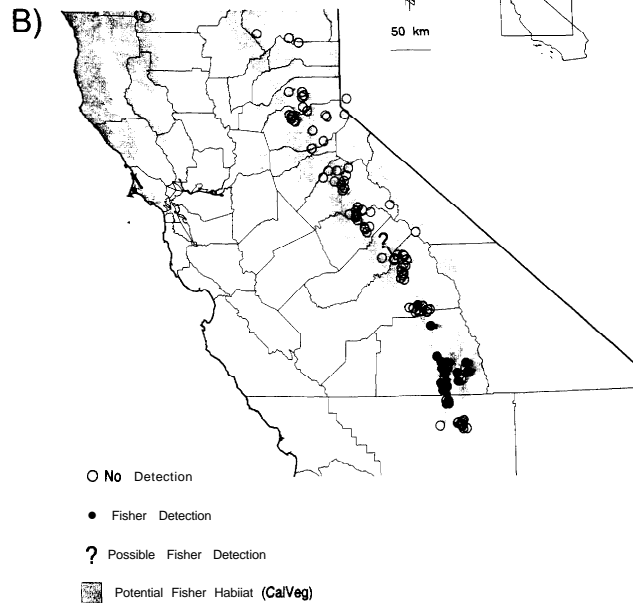 B)
50 km
?
O No Detection
● Fisher Detection
? Possible Fisher Detection
Potential Fisher Habiiat (CalVeg)